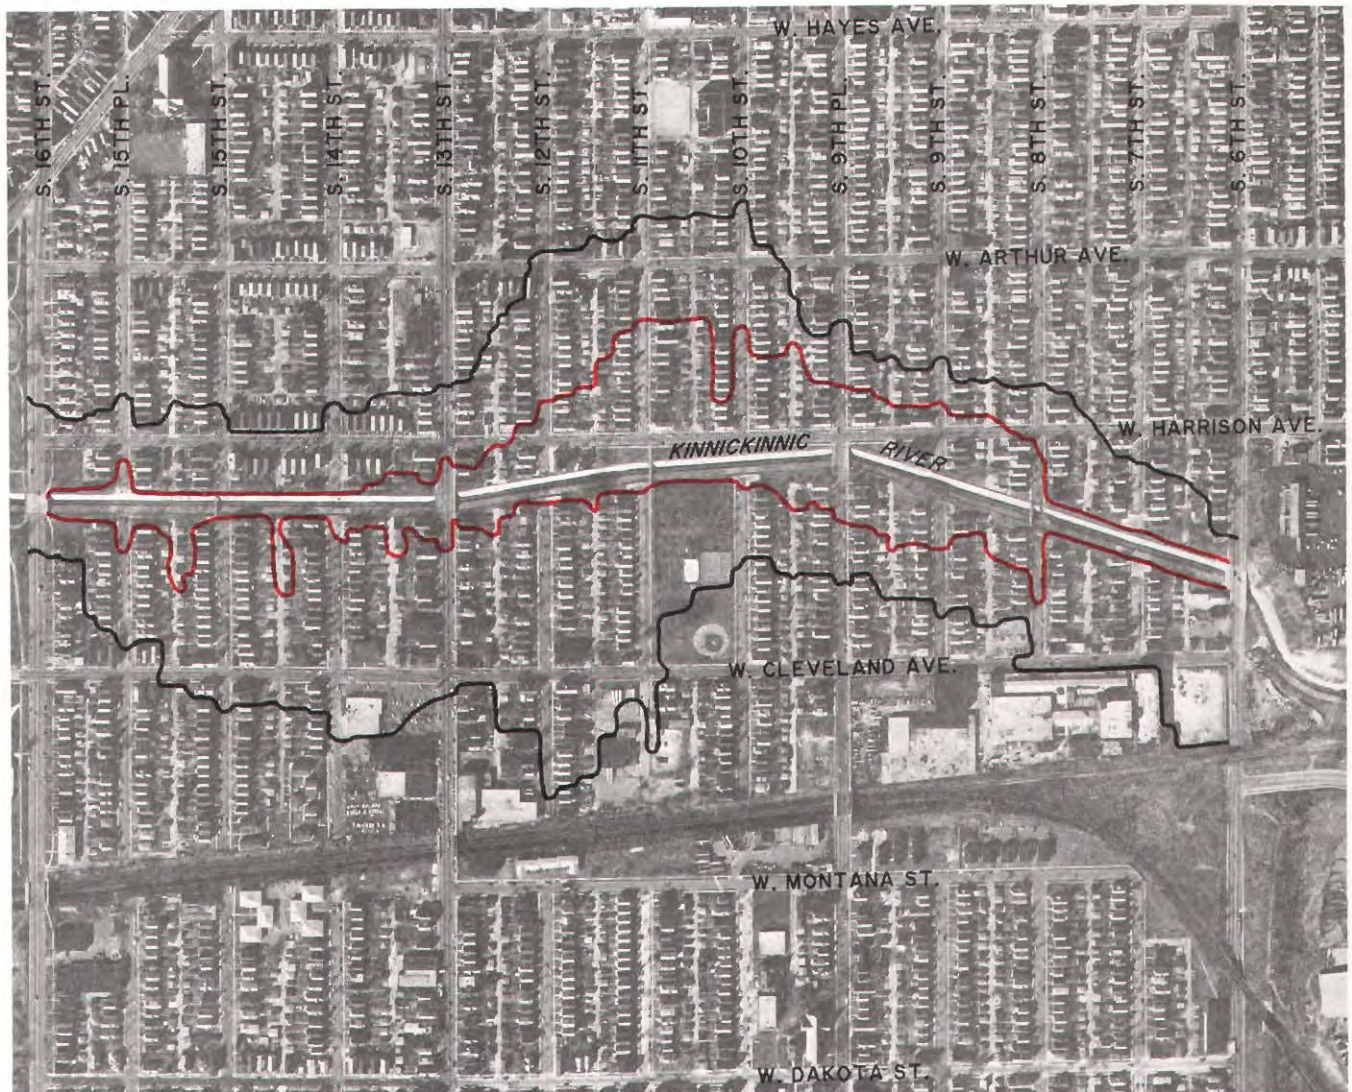 W. HAYES AVE.
S. 16TH ST.
S. 15TH PL.
S. 15TH ST.
S. 14TH ST.
S. 13TH ST.
S. 12TH ST.
S. 11TH ST.
S. 10TH ST.
S. 9TH PL.
S. 9TH ST.
S. 8TH ST.
S. 7TH ST.
S. 6TH ST.
W. ARTHUR AVE.
W. HARRISON AVE.
KINNICKINNIC RIVER
W. CLEVELAND AVE.
W. MONTANA ST.
W. DAKOTA ST.